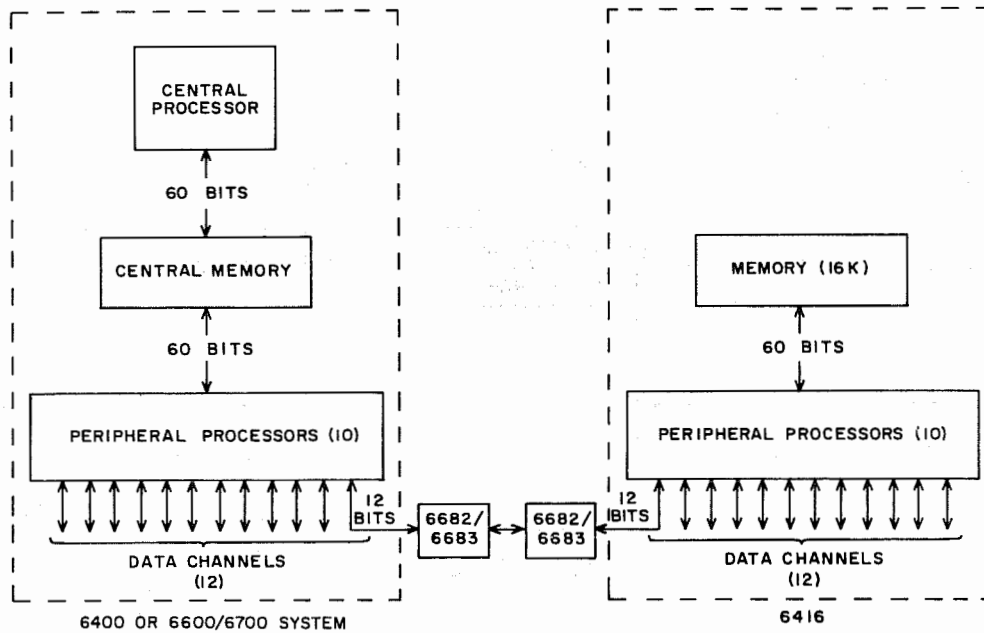 CENTRAL
PROCESSOR
60 BITS
CENTRAL MEMORY
60 BITS
PERIPHERAL PROCESSORS (10)
12
BITS
DATA CHANNELS
(12)
6400 OR 6600/6700 SYSTEM
6682/
6683
6682/
6683
MEMORY (16K)
60 BITS
PERIPHERAL PROCESSORS (10)
12
BITS
DATA CHANNELS
(12)
6416